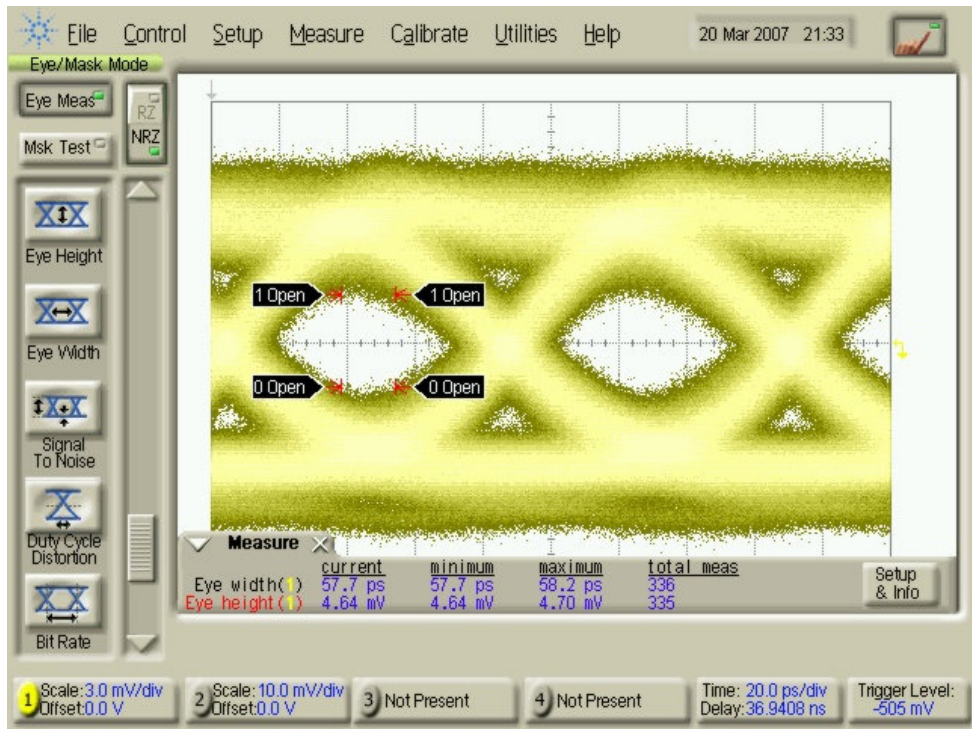 File Control Setup Measure Calibrate Utilities Help 20 Mar 2007 21:33
Eye/Mask Mode
Eye Meas
RZ
NRZ
Msk Test
Eye Height
Eye Width
Signal
To Noise
Duty Cycle
Distortion
Bit Rate
1 Open 1 Open
0 Open 0 Open
Measure
current minimum maximum total meas
Eye width(1) 57.7 ps 57.7 ps 58.2 ps 336
Eye height(1) 4.64 mV 4.64 mV 4.70 mV 335
Setup
& Info
1 Scale:3.0 mV/div
Offset:0.0 V
2 Scale:10.0 mV/div
Offset:0.0 V
3 Not Present
4 Not Present
Time:20.0 ps/div
Delay:36.9408 ns
Trigger Level:
-505 mV